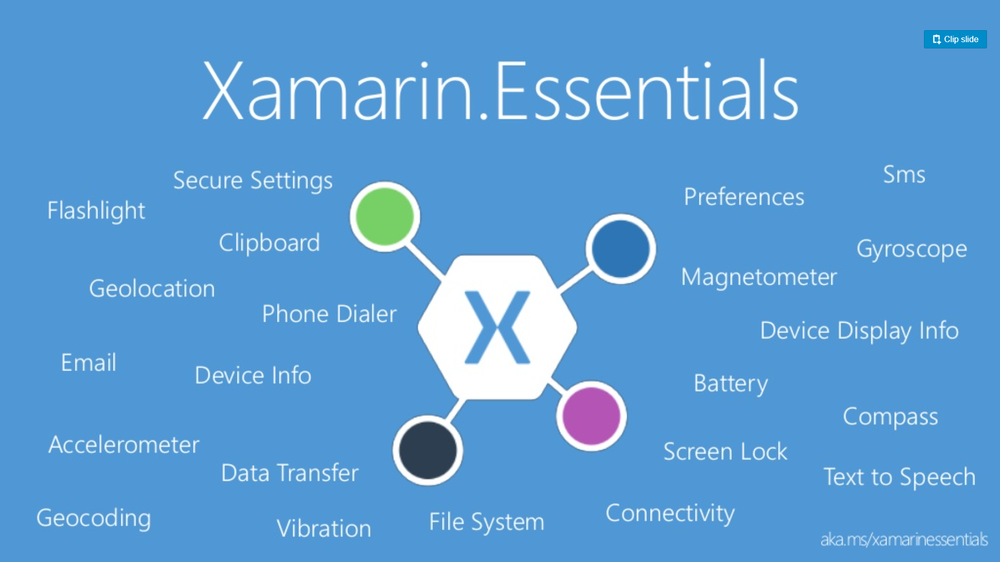 Clip slide
Xamarin.Essentials
Secure Settings
Flashlight
Clipboard
Geolocation
Phone Dialer
Email
Device Info
Accelerometer
Data Transfer
Geocoding
Vibration
File System
X
Sms
Preferences
Gyroscope
Magnetometer
Device Display Info
Battery
Compass
Screen Lock
Text to Speech
Connectivity
aka.ms/xamarinessentials